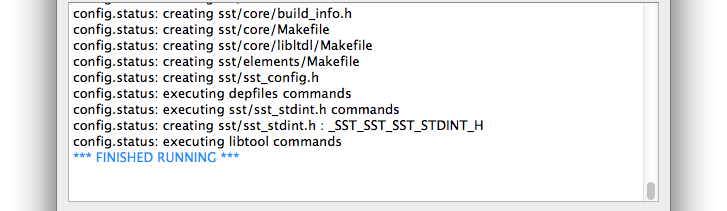 config.status: creating sst/core/build_info.h
config.status: creating sst/core/Makefile
config.status: creating sst/core/libltdl/Makefile
config.status: creating sst/elements/Makefile
config.status: creating sst/sst_config.h
config.status: executing depfiles commands
config.status: executing sst/sst_stdint.h commands
config.status: creating sst/sst_stdint.h : _SST_SST_SST_STDINT_H
config.status: executing libtool commands
*** FINISHED RUNNING ***